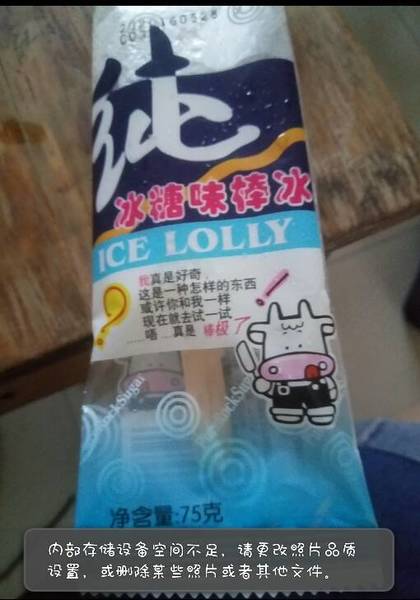 纯
冰糖味棒冰
ICE LOLLY
我真是好奇，
这是一种怎样的东西
或许你和我一样
现在就去试一试
唔...真是 棒极了
?
!
净含量:75克
内部存储设备空间不足，请更改照片品质
设置，或删除某些照片或者其他文件。